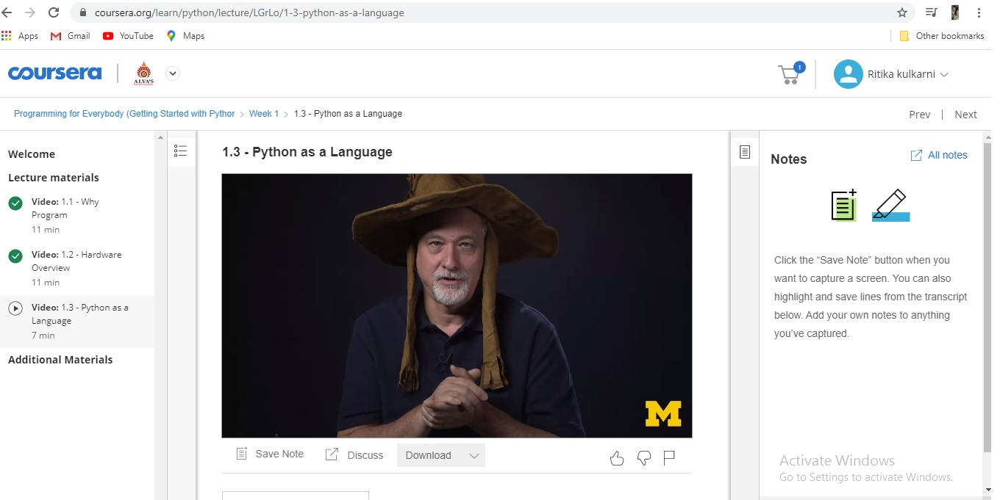 coursera.org/learn/python/lecture/LGrLo/1-3-python-as-a-language
Apps Gmail YouTube Maps Other bookmarks
coursera ALVA'S 1 Ritika kulkarni
Programming for Everybody (Getting Started with Pythor > Week 1 > 1.3 - Python as a Language Prev | Next
Welcome
Lecture materials
Video: 1.1 - Why
Program
11 min
Video: 1.2 - Hardware
Overview
11 min
Video: 1.3 - Python as a
Language
7 min
Additional Materials
1.3 - Python as a Language
M
Save Note Discuss Download
Notes All notes
Click the “Save Note” button when you
want to capture a screen. You can also
highlight and save lines from the transcript
below. Add your own notes to anything
you’ve captured.
Activate Windows
Go to Settings to activate Windows.